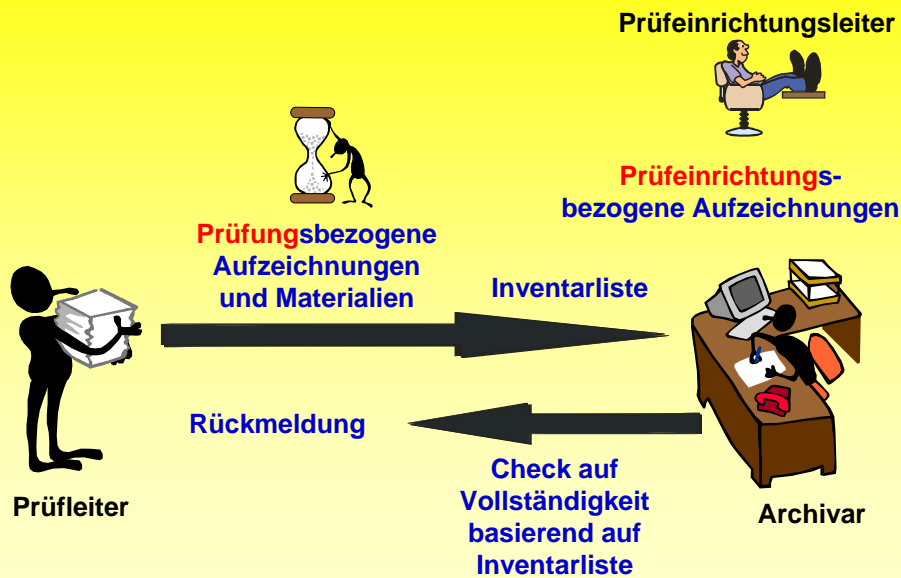 Prüfeinrichtungsleiter
Prüfeinrichtungs-
bezogene Aufzeichnungen
Prüfungsbezogene
Aufzeichnungen
und Materialien
Inventarliste
Rückmeldung
Check auf
Vollständigkeit
basierend auf
Inventarliste
Prüfleiter
Archivar